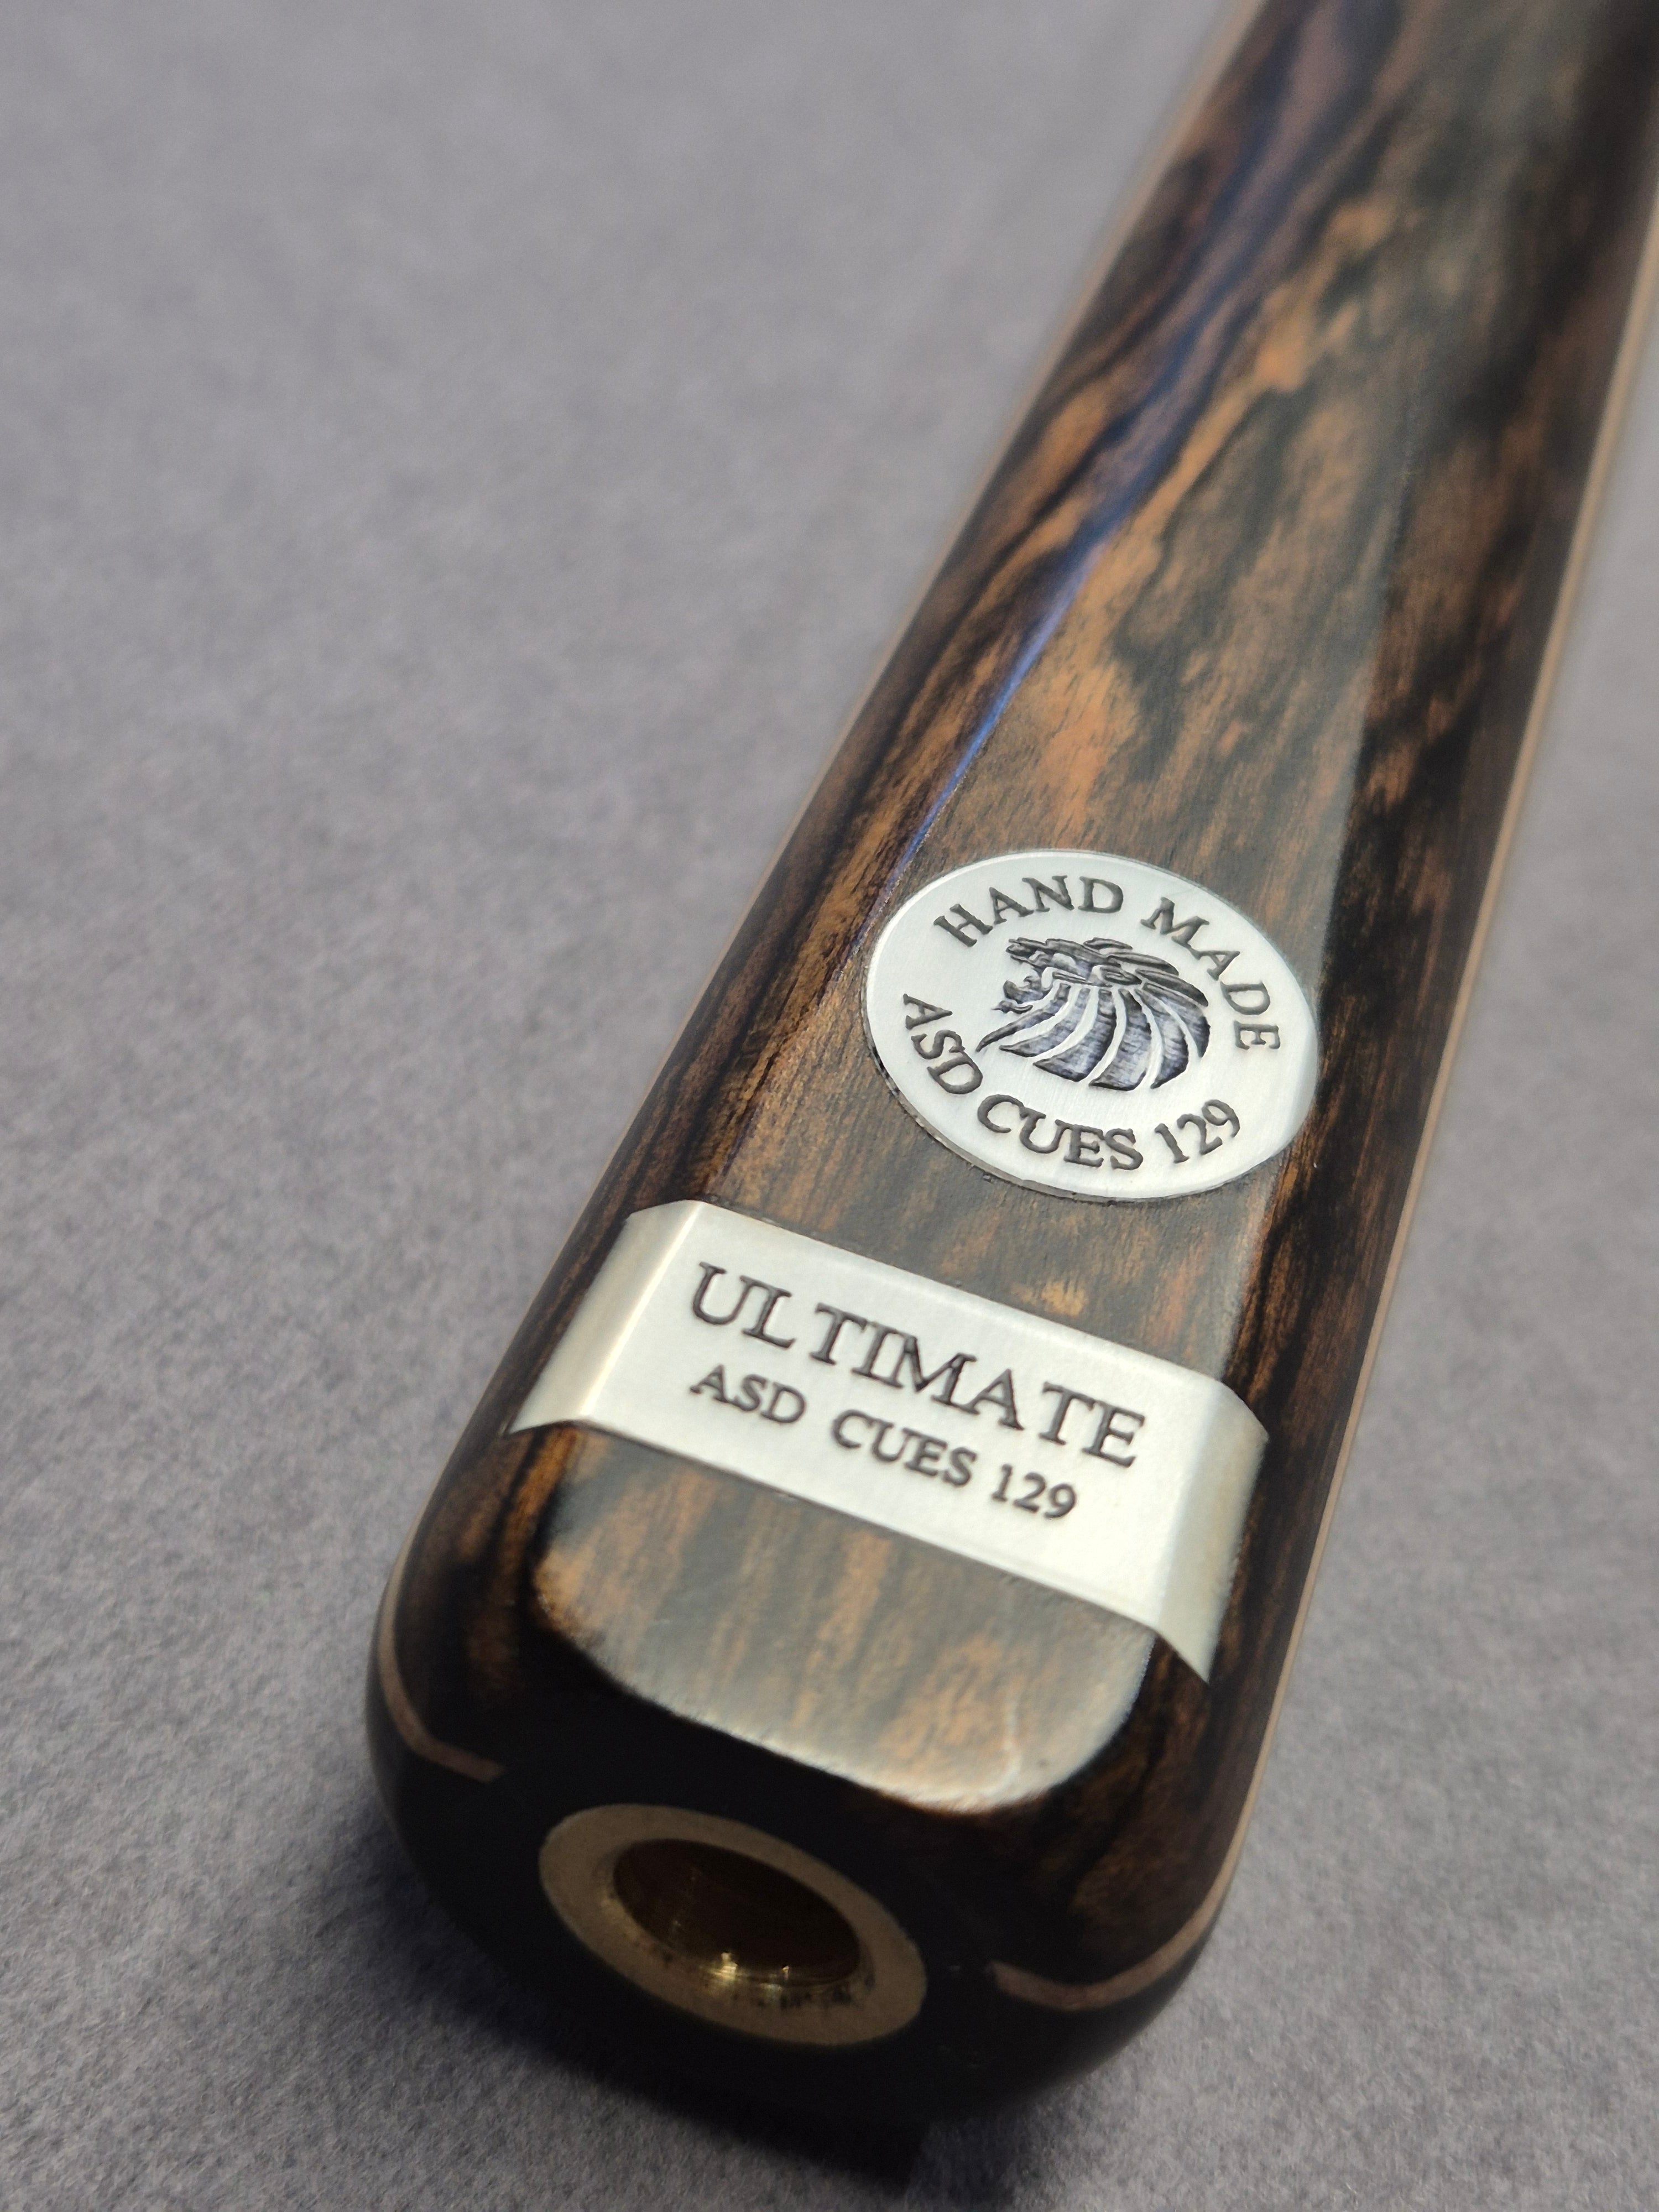 HAND MADE
ASD CUES 129
ULTIMATE
ASD CUES 129